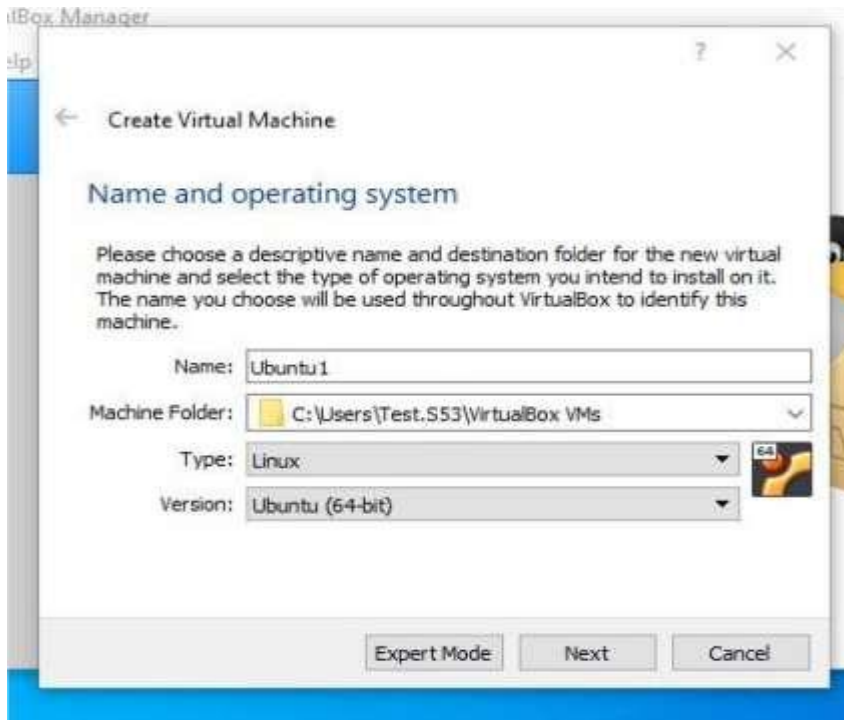 alBox Manager
elp
?
Create Virtual Machine
Name and operating system
Please choose a descriptive name and destination folder for the new virtual
machine and select the type of operating system you intend to install on it.
The name you choose will be used throughout VirtualBox to identify this
machine.
Name: Ubuntu1
Machine Folder: C:\Users\Test.S53\VirtualBox VMs
Type: Linux
64
Version: Ubuntu (64-bit)
Expert Mode Next Cancel